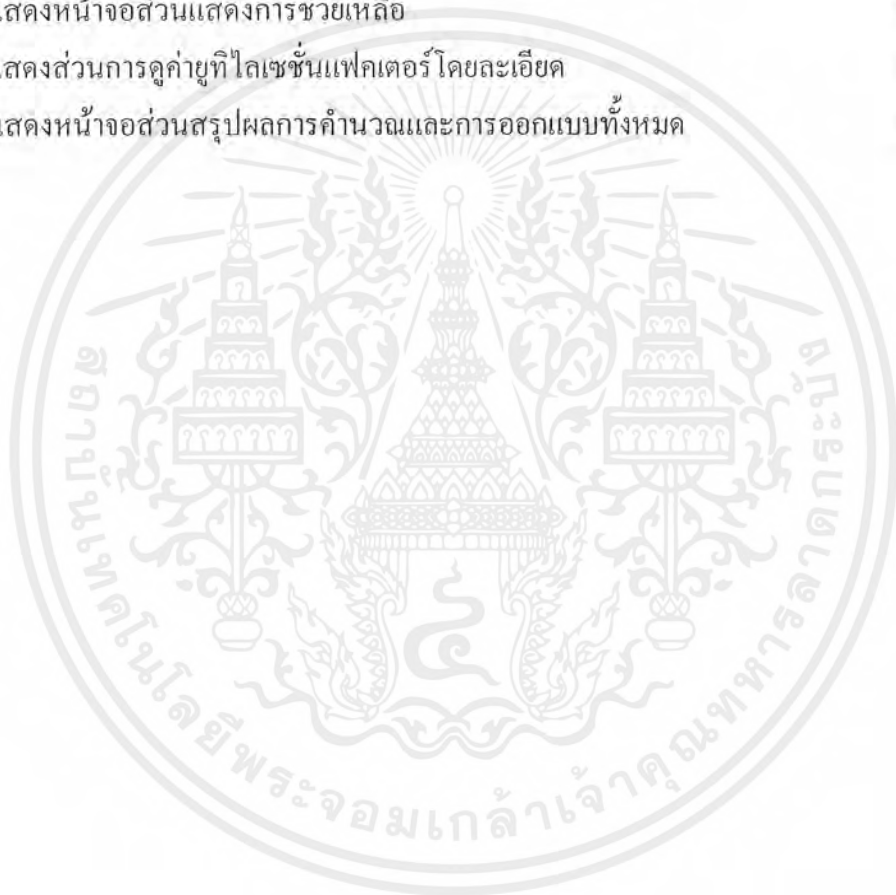 แสดงหน้าจอส่วนแสดงการช่วยเหลือ
แสดงส่วนการดูค่ายูทิไลเซชั่นแฟคเตอร์โดยละเอียด
แสดงหน้าจอส่วนสรุปผลการคำนวณและการออกแบบทั้งหมด
สถาบันเทคโนโลยีพระจอมเกล้าเจ้าคุณทหารลาดกระบัง